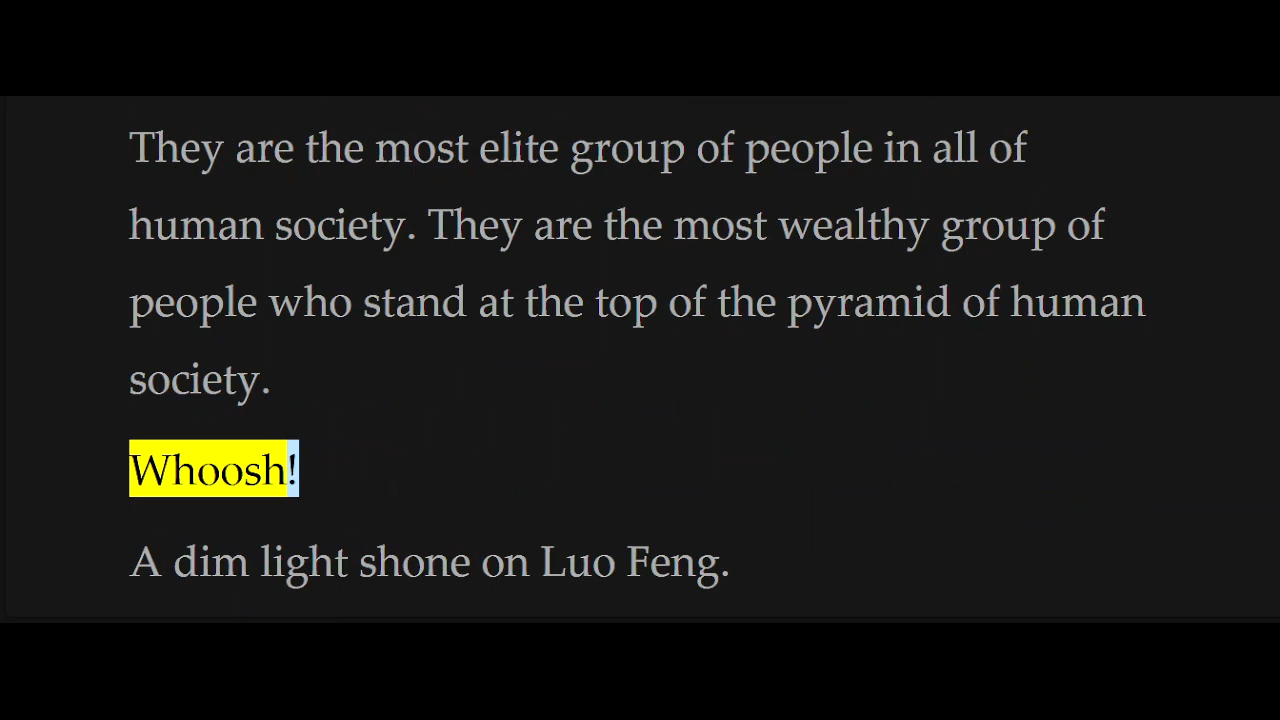 They are the most elite group of people in all of
human society. They are the most wealthy group of
people who stand at the top of the pyramid of human
society.
Whoosh!
A dim light shone on Luo Feng.